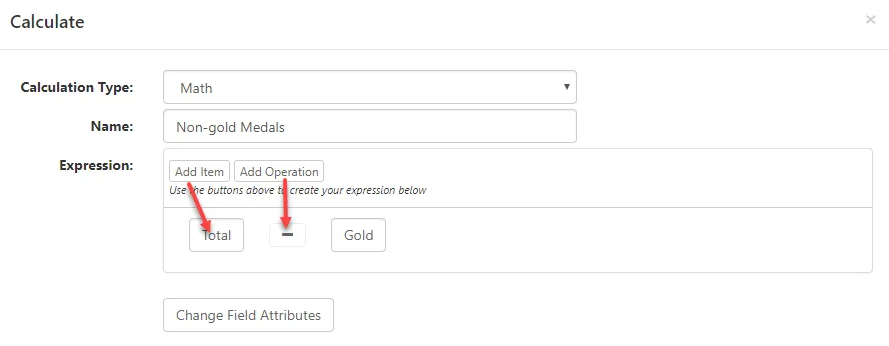 Calculate ×
Calculation Type: Math
Name: Non-gold Medals
Expression: Add Item Add Operation
Use the buttons above to create your expression below
Total − Gold
Change Field Attributes